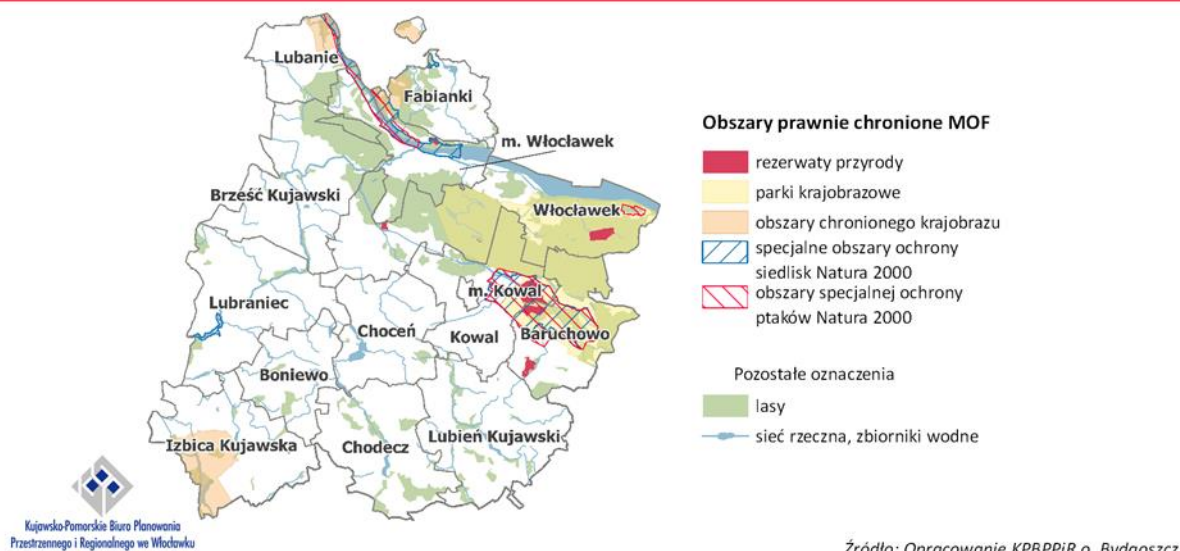 Lubanie
Fabianki
m. Włocławek
Brześć Kujawski
Włocławek
m. Kowal
Lubraniec
Choceń
Kowal
Baruchowo
Boniewo
Izbica Kujawska
Chodecz
Lubień Kujawski
Obszary prawnie chronione MOF
rezerwaty przyrody
parki krajobrazowe
obszary chronionego krajobrazu
specjalne obszary ochrony
siedlisk Natura 2000
obszary specjalnej ochrony
ptaków Natura 2000
Pozostałe oznaczenia
lasy
sieć rzeczna, zbiorniki wodne
Kujawsko-Pomorskie Biuro Planowania
Przestrzennego i Regionalnego we Włocławku
Źródło: Opracowanie KPBPPiR o. Bydgoszcz